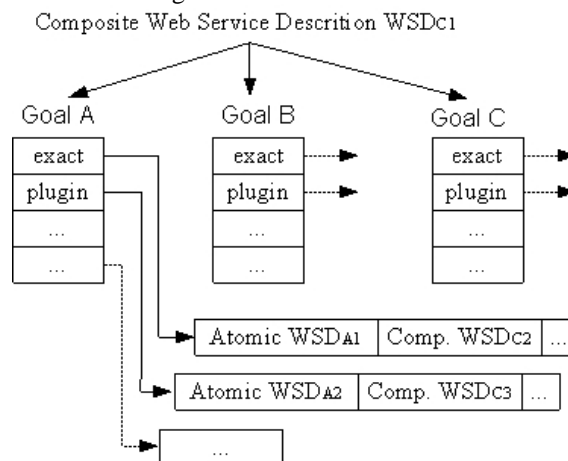 Composite Web Service Descrition WSDC1
Goal A Goal B Goal C
exact exact exact
plugin plugin plugin
... ... ...
... ... ...
Atomic WSDA1 Comp. WSDC2 ...
Atomic WSDA2 Comp. WSDC3 ...
...